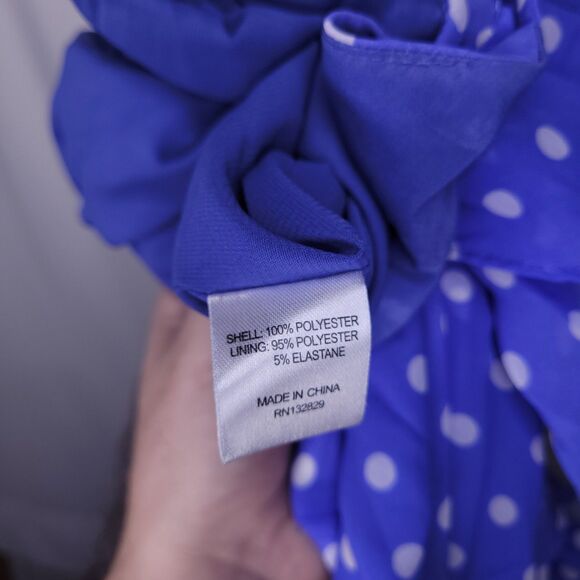 SHELL: 100% POLYESTER
LINING: 95% POLYESTER
5% ELASTANE
MADE IN CHINA
RN132829